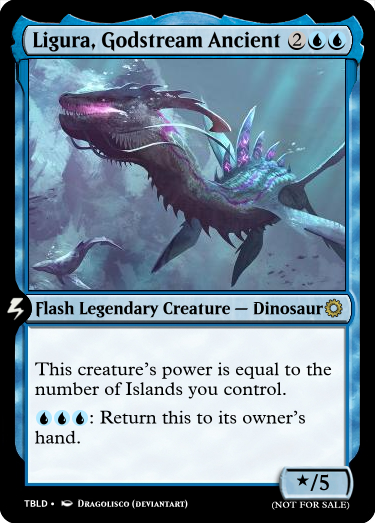 Ligura, Godstream Ancient 2
Flash Legendary Creature — Dinosaur
This creature's power is equal to the
number of Islands you control.
: Return this to its owner's
hand.
★/5
TBLD • Dragolisco (deviantart)
(NOT FOR SALE)